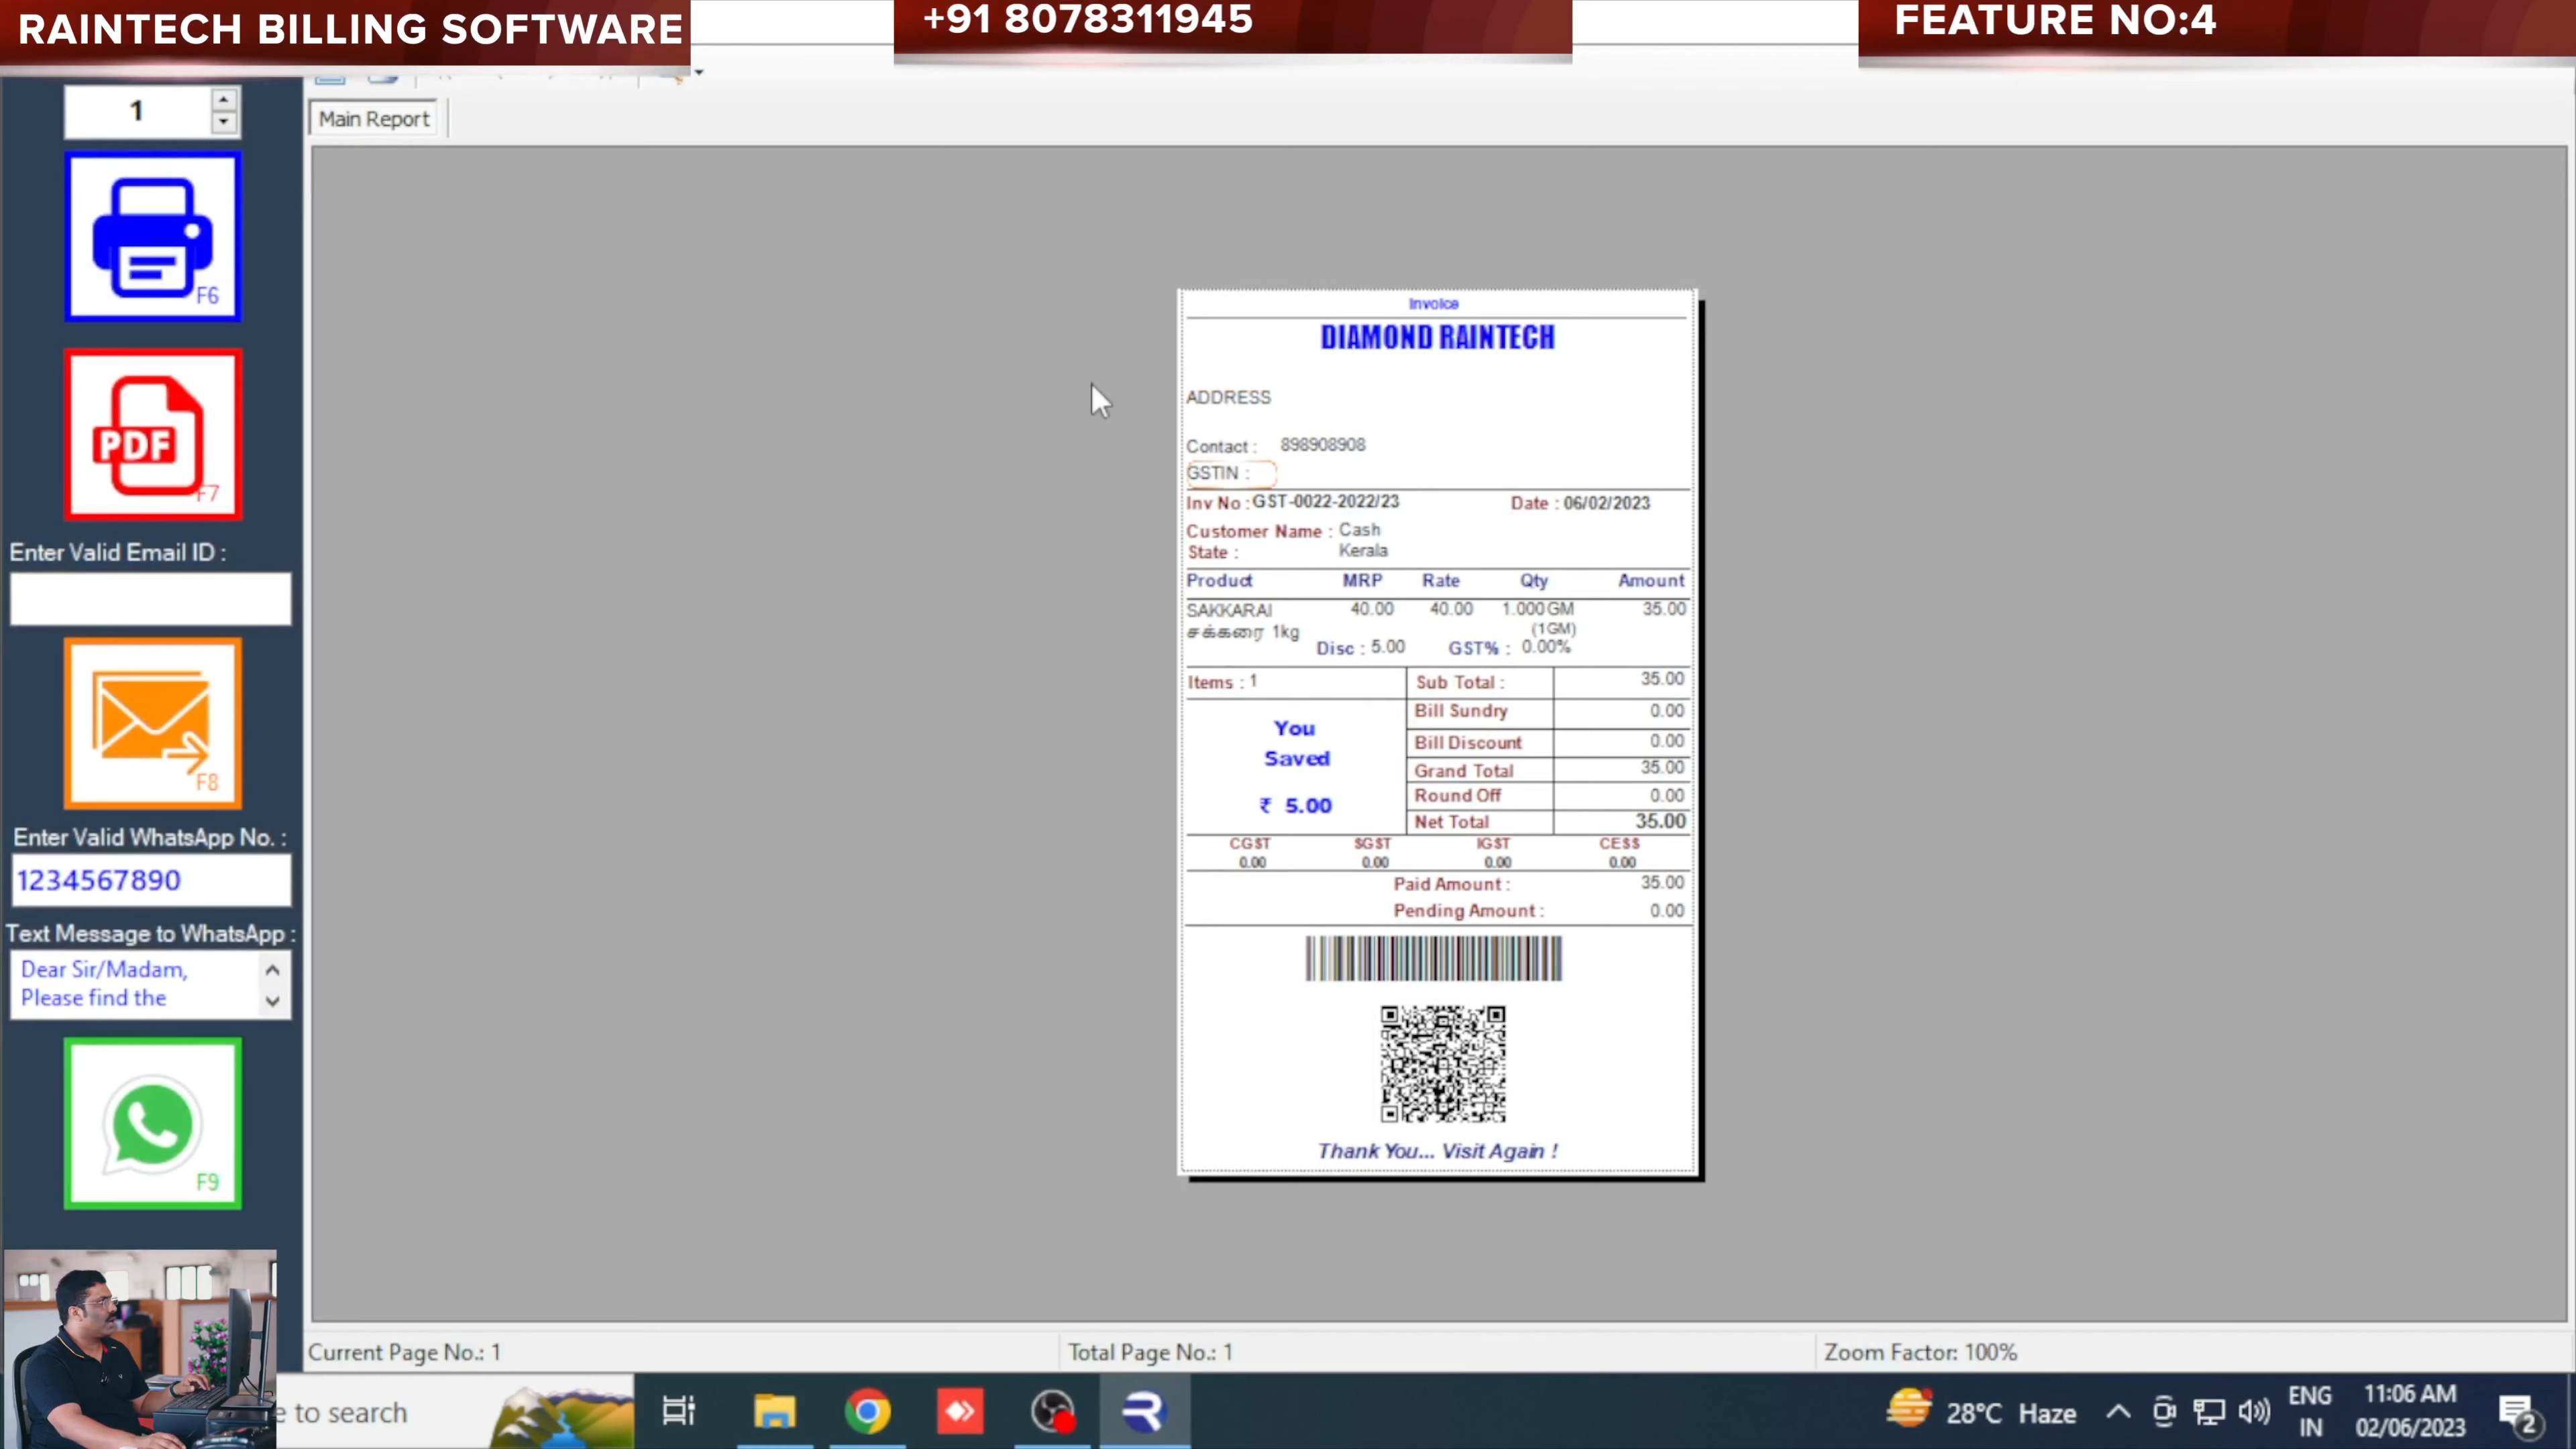 RAINTECH BILLING SOFTWARE
+91 8078311945
FEATURE NO:4
1
Main Report
F6
PDF
F7
Enter Valid Email ID :
F8
Enter Valid WhatsApp No. :
1234567890
Text Message to WhatsApp :
Dear Sir/Madam,
Please find the
F9
Invoice
DIAMOND RAINTECH
ADDRESS
Contact : 898908908
GSTIN :
Inv No : GST-0022-2022/23 Date : 06/02/2023
Customer Name : Cash
State : Kerala
Product MRP Rate Qty Amount
SAKKARAI 40.00 40.00 1.000 GM 35.00
சக்கரை 1kg (1GM)
Disc : 5.00 GST% : 0.00%
Items : 1 Sub Total : 35.00
Bill Sundry 0.00
You
Bill Discount 0.00
Saved
Grand Total 35.00
Round Off 0.00
₹ 5.00
Net Total 35.00
CGST SGST IGST CESS
0.00 0.00 0.00 0.00
Paid Amount : 35.00
Pending Amount : 0.00
Thank You... Visit Again !
Current Page No.: 1 Total Page No.: 1 Zoom Factor: 100%
e to search
28°C Haze
ENG
IN
11:06 AM
02/06/2023
2